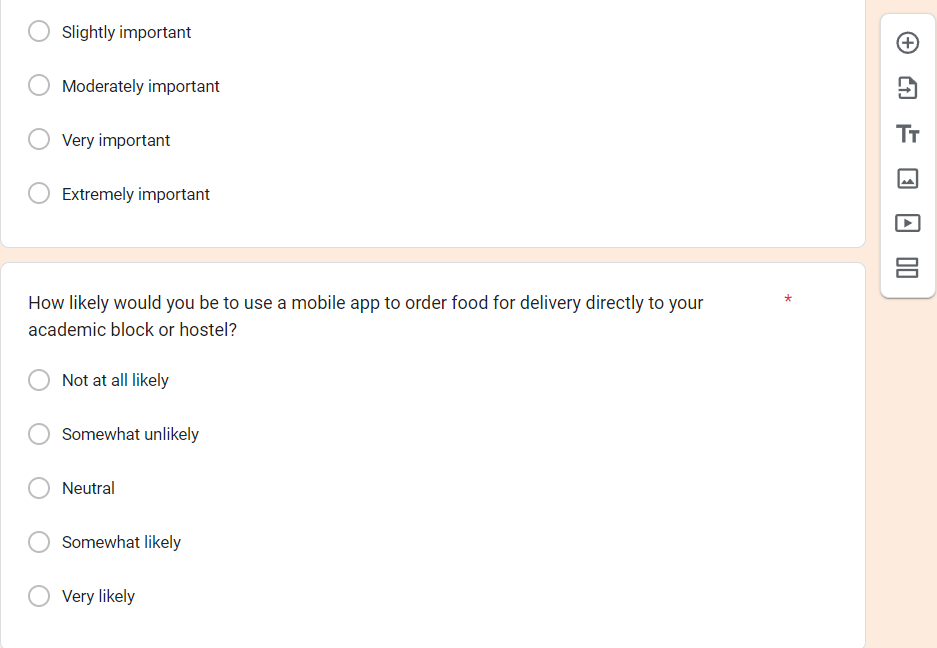 Slightly important
Moderately important
Very important
Extremely important
How likely would you be to use a mobile app to order food for delivery directly to your *
academic block or hostel?
Not at all likely
Somewhat unlikely
Neutral
Somewhat likely
Very likely